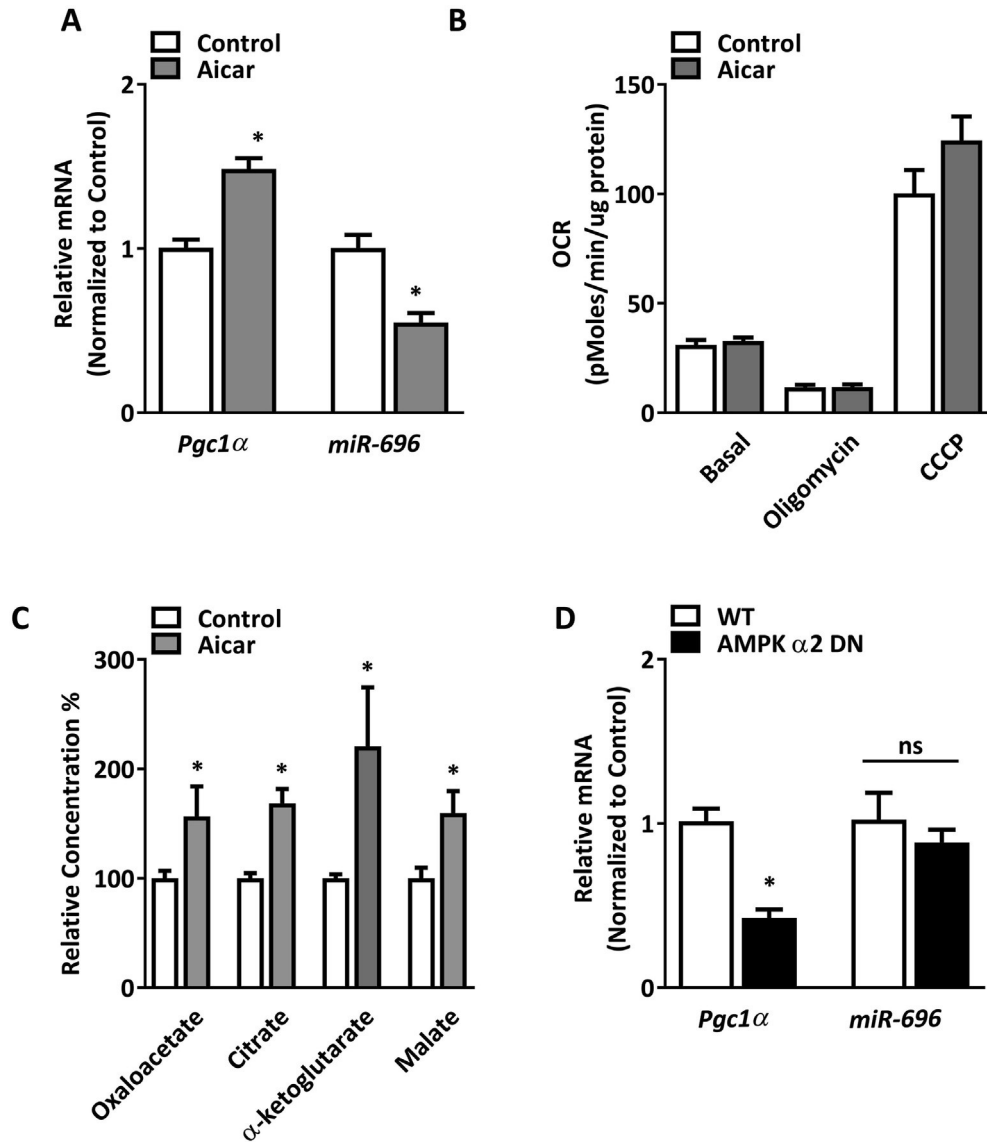 A
Control
Aicar
Relative mRNA
(Normalized to Control)
2
1
0
*
*
Pgc1α
miR-696
B
Control
Aicar
OCR
(pMoles/min/ug protein)
150
100
50
0
Basal
Oligomycin
CCCP
C
Control
Aicar
Relative Concentration %
300
200
100
0
*
*
*
*
Oxaloacetate
Citrate
α-ketoglutarate
Malate
D
WT
AMPK α2 DN
Relative mRNA
(Normalized to Control)
2
1
0
*
ns
Pgc1α
miR-696